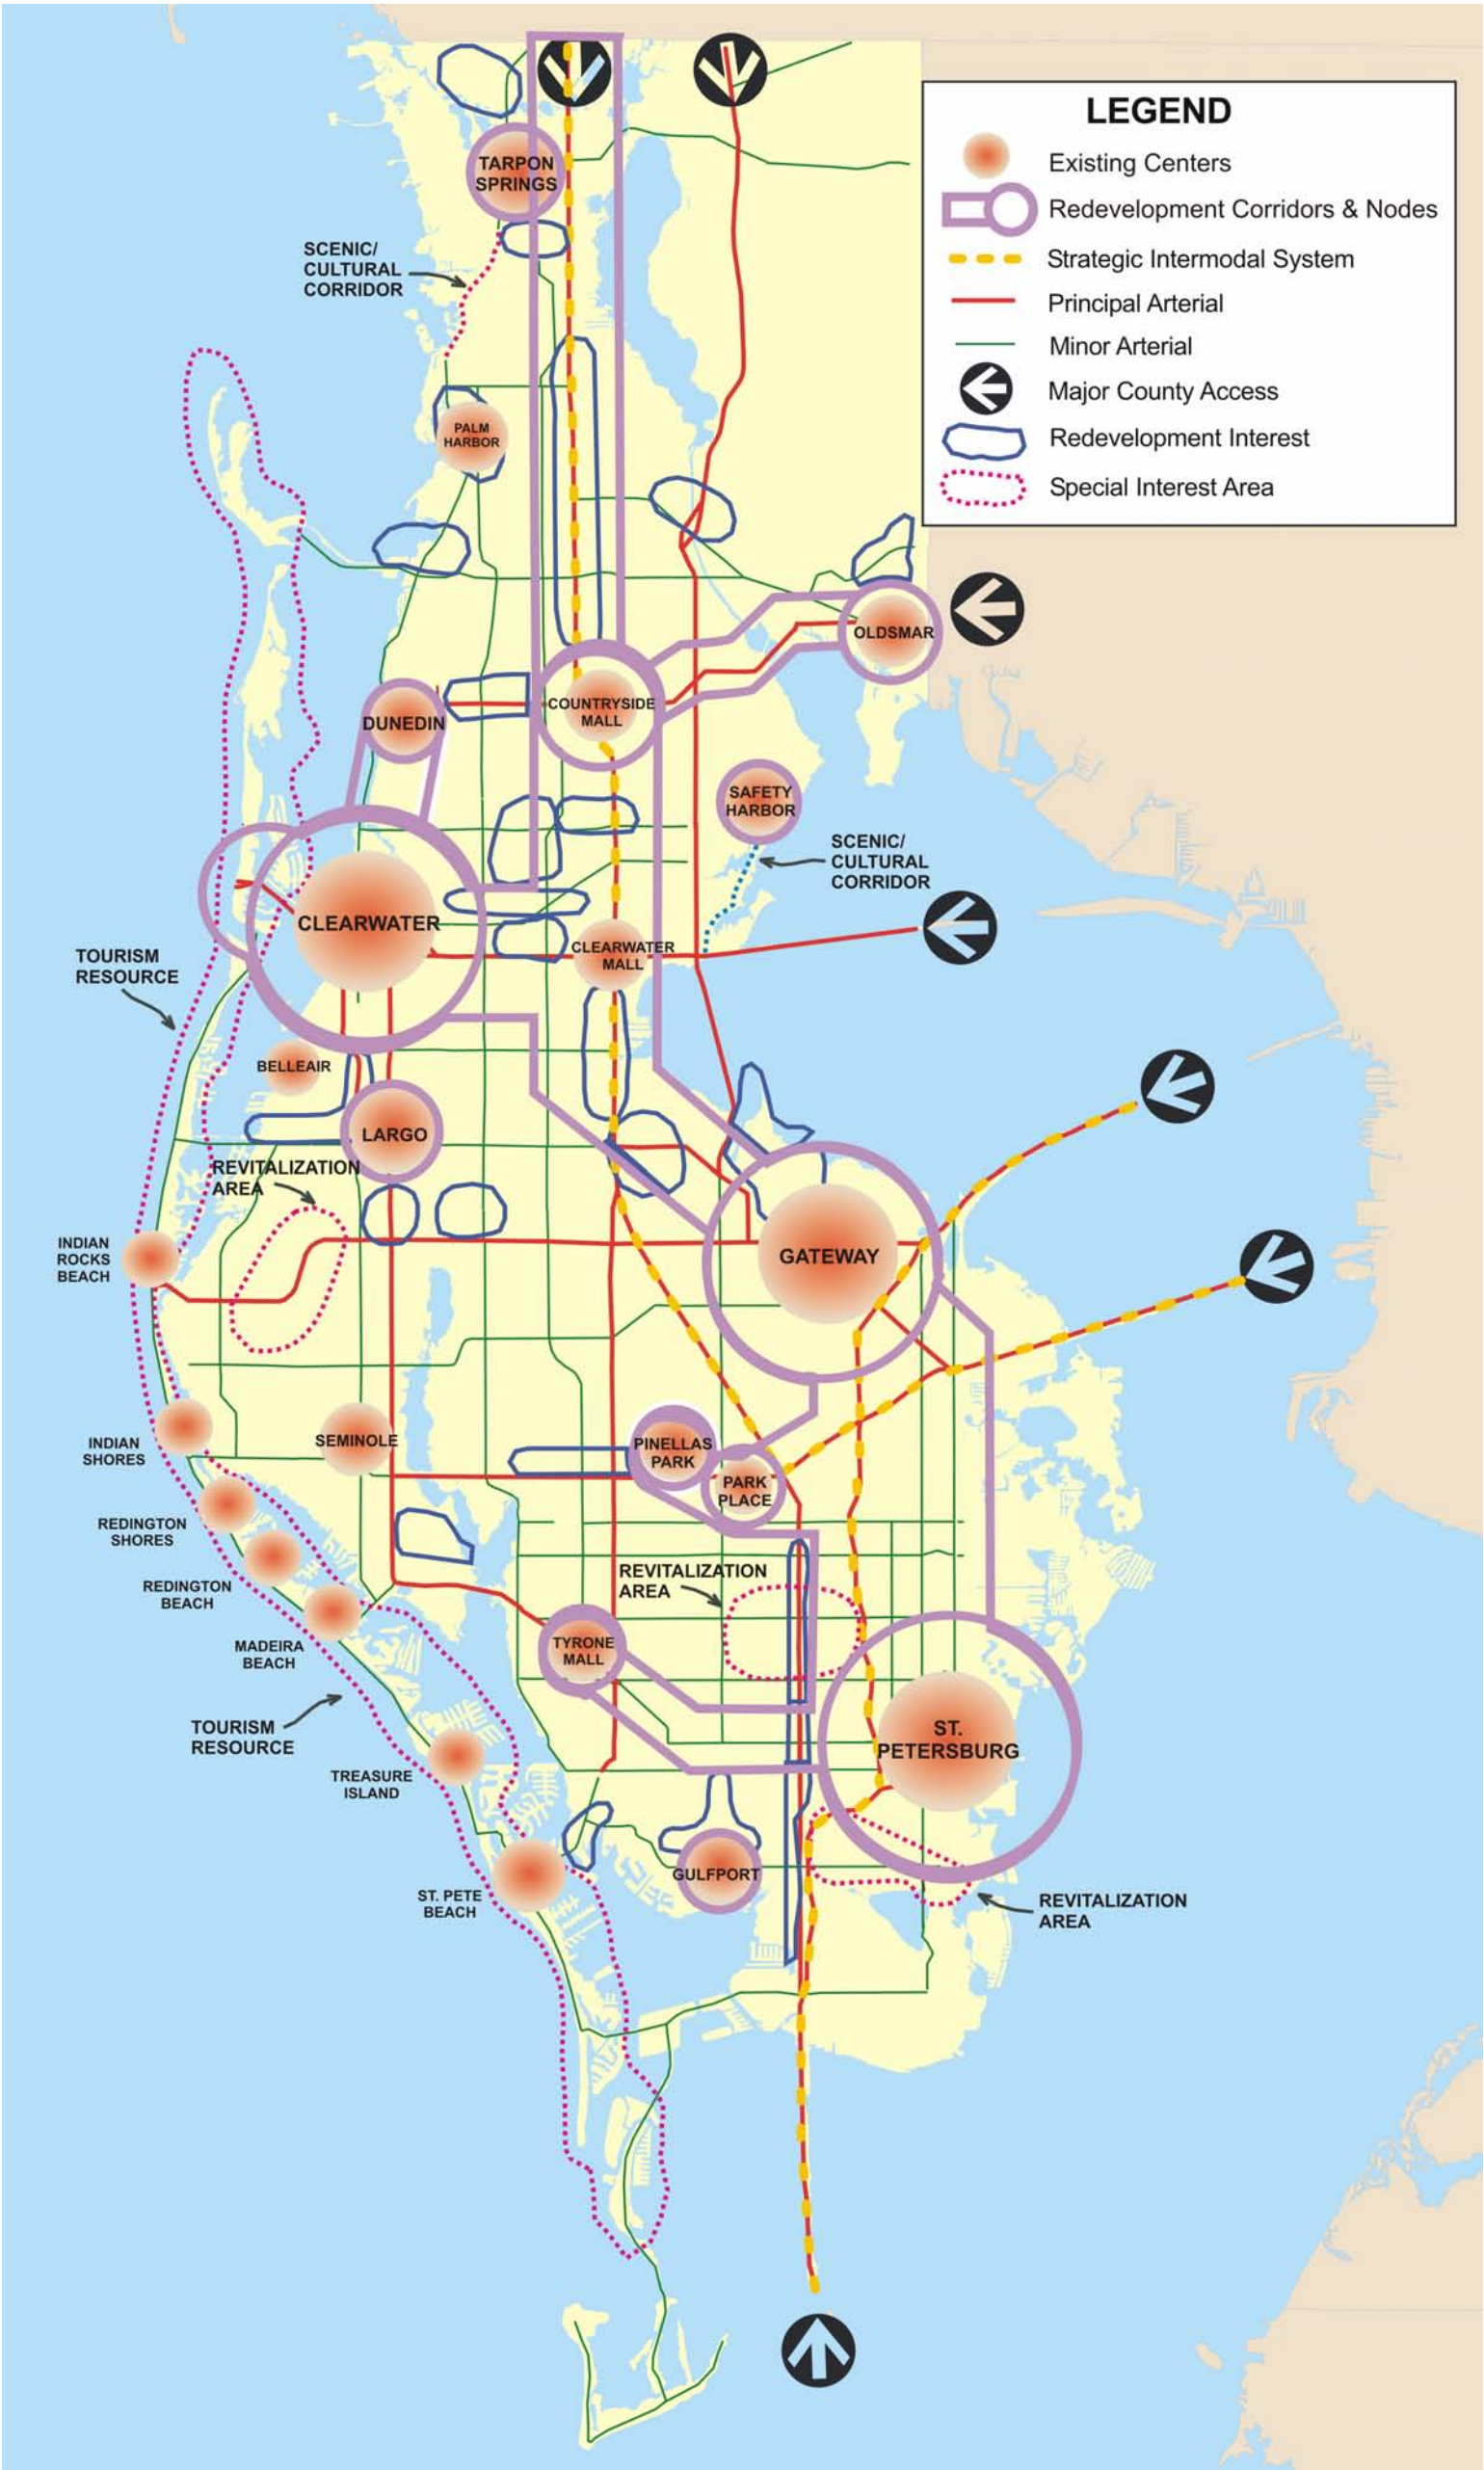 LEGEND
Existing Centers
Redevelopment Corridors & Nodes
Strategic Intermodal System
Principal Arterial
Minor Arterial
Major County Access
Redevelopment Interest
Special Interest Area
TARPON
SPRINGS
SCENIC/
CULTURAL
CORRIDOR
PALM
HARBOR
OLDSMAR
COUNTRYSIDE
MALL
DUNEDIN
SAFETY
HARBOR
SCENIC/
CULTURAL
CORRIDOR
CLEARWATER
CLEARWATER
MALL
TOURISM
RESOURCE
BELLEAIR
LARGO
REVITALIZATION
AREA
INDIAN
ROCKS
BEACH
GATEWAY
INDIAN
SHORES
SEMINOLE
PINELLAS
PARK
PARK
PLACE
REDINGTON
SHORES
REDINGTON
BEACH
REVITALIZATION
AREA
MADEIRA
BEACH
TYRONE
MALL
TOURISM
RESOURCE
ST.
PETERSBURG
TREASURE
ISLAND
GULFPORT
ST. PETE
BEACH
REVITALIZATION
AREA